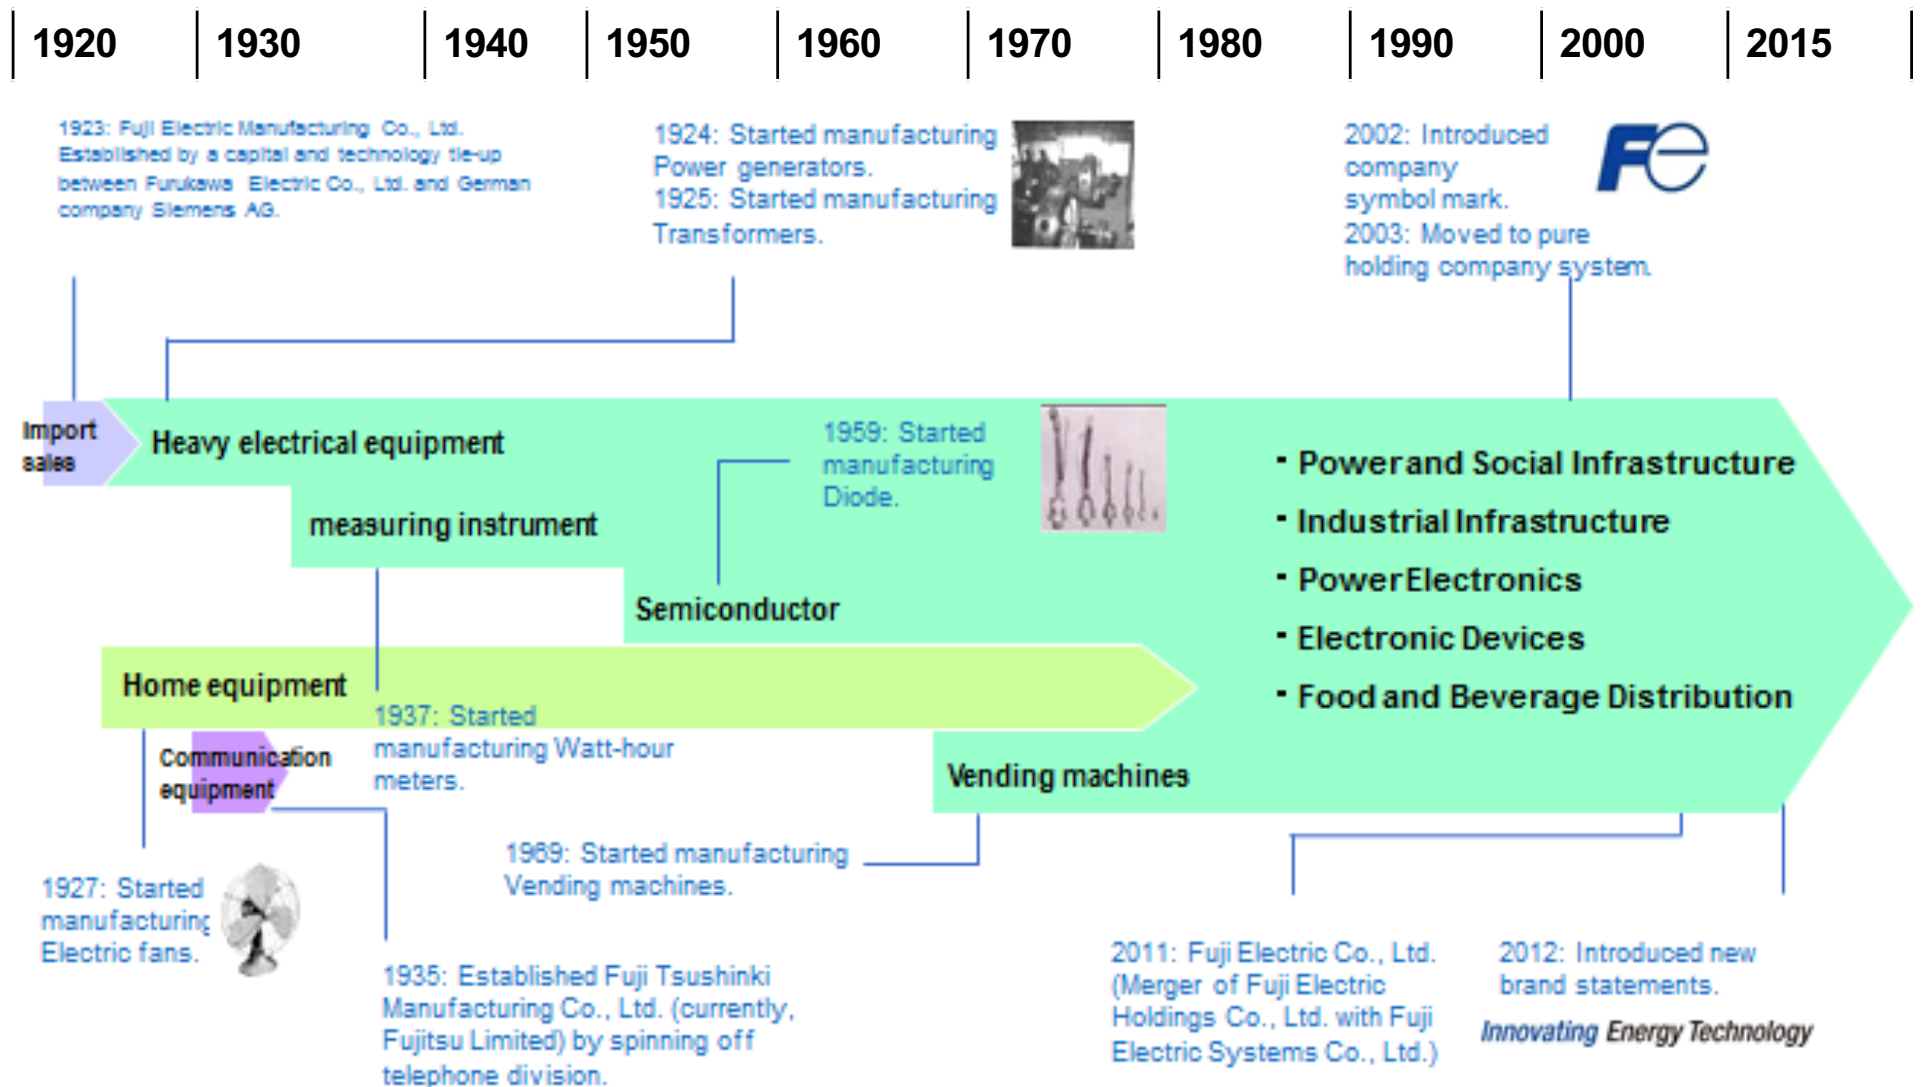 1920 1930 1940 1950 1960 1970 1980 1990 2000 2015
1923: Fuji Electric Manufacturing Co., Ltd.
Established by a capital and technology tie-up
between Furukawa Electric Co., Ltd. and German
company Siemens AG.
1924: Started manufacturing
Power generators.
1925: Started manufacturing
Transformers.
2002: Introduced
company
symbol mark.
2003: Moved to pure
holding company system.
Fe
Import
sales
Heavy electrical equipment
measuring instrument
Semiconductor
1959: Started
manufacturing
Diode.
- Power and Social Infrastructure
- Industrial Infrastructure
- Power Electronics
- Electronic Devices
- Food and Beverage Distribution
Home equipment
Communication
equipment
1937: Started
manufacturing Watt-hour
meters.
Vending machines
1969: Started manufacturing
Vending machines.
1927: Started
manufacturing
Electric fans.
1935: Established Fuji Tsushinki
Manufacturing Co., Ltd. (currently,
Fujitsu Limited) by spinning off
telephone division.
2011: Fuji Electric Co., Ltd.
(Merger of Fuji Electric
Holdings Co., Ltd. with Fuji
Electric Systems Co., Ltd.)
2012: Introduced new
brand statements.
Innovating Energy Technology